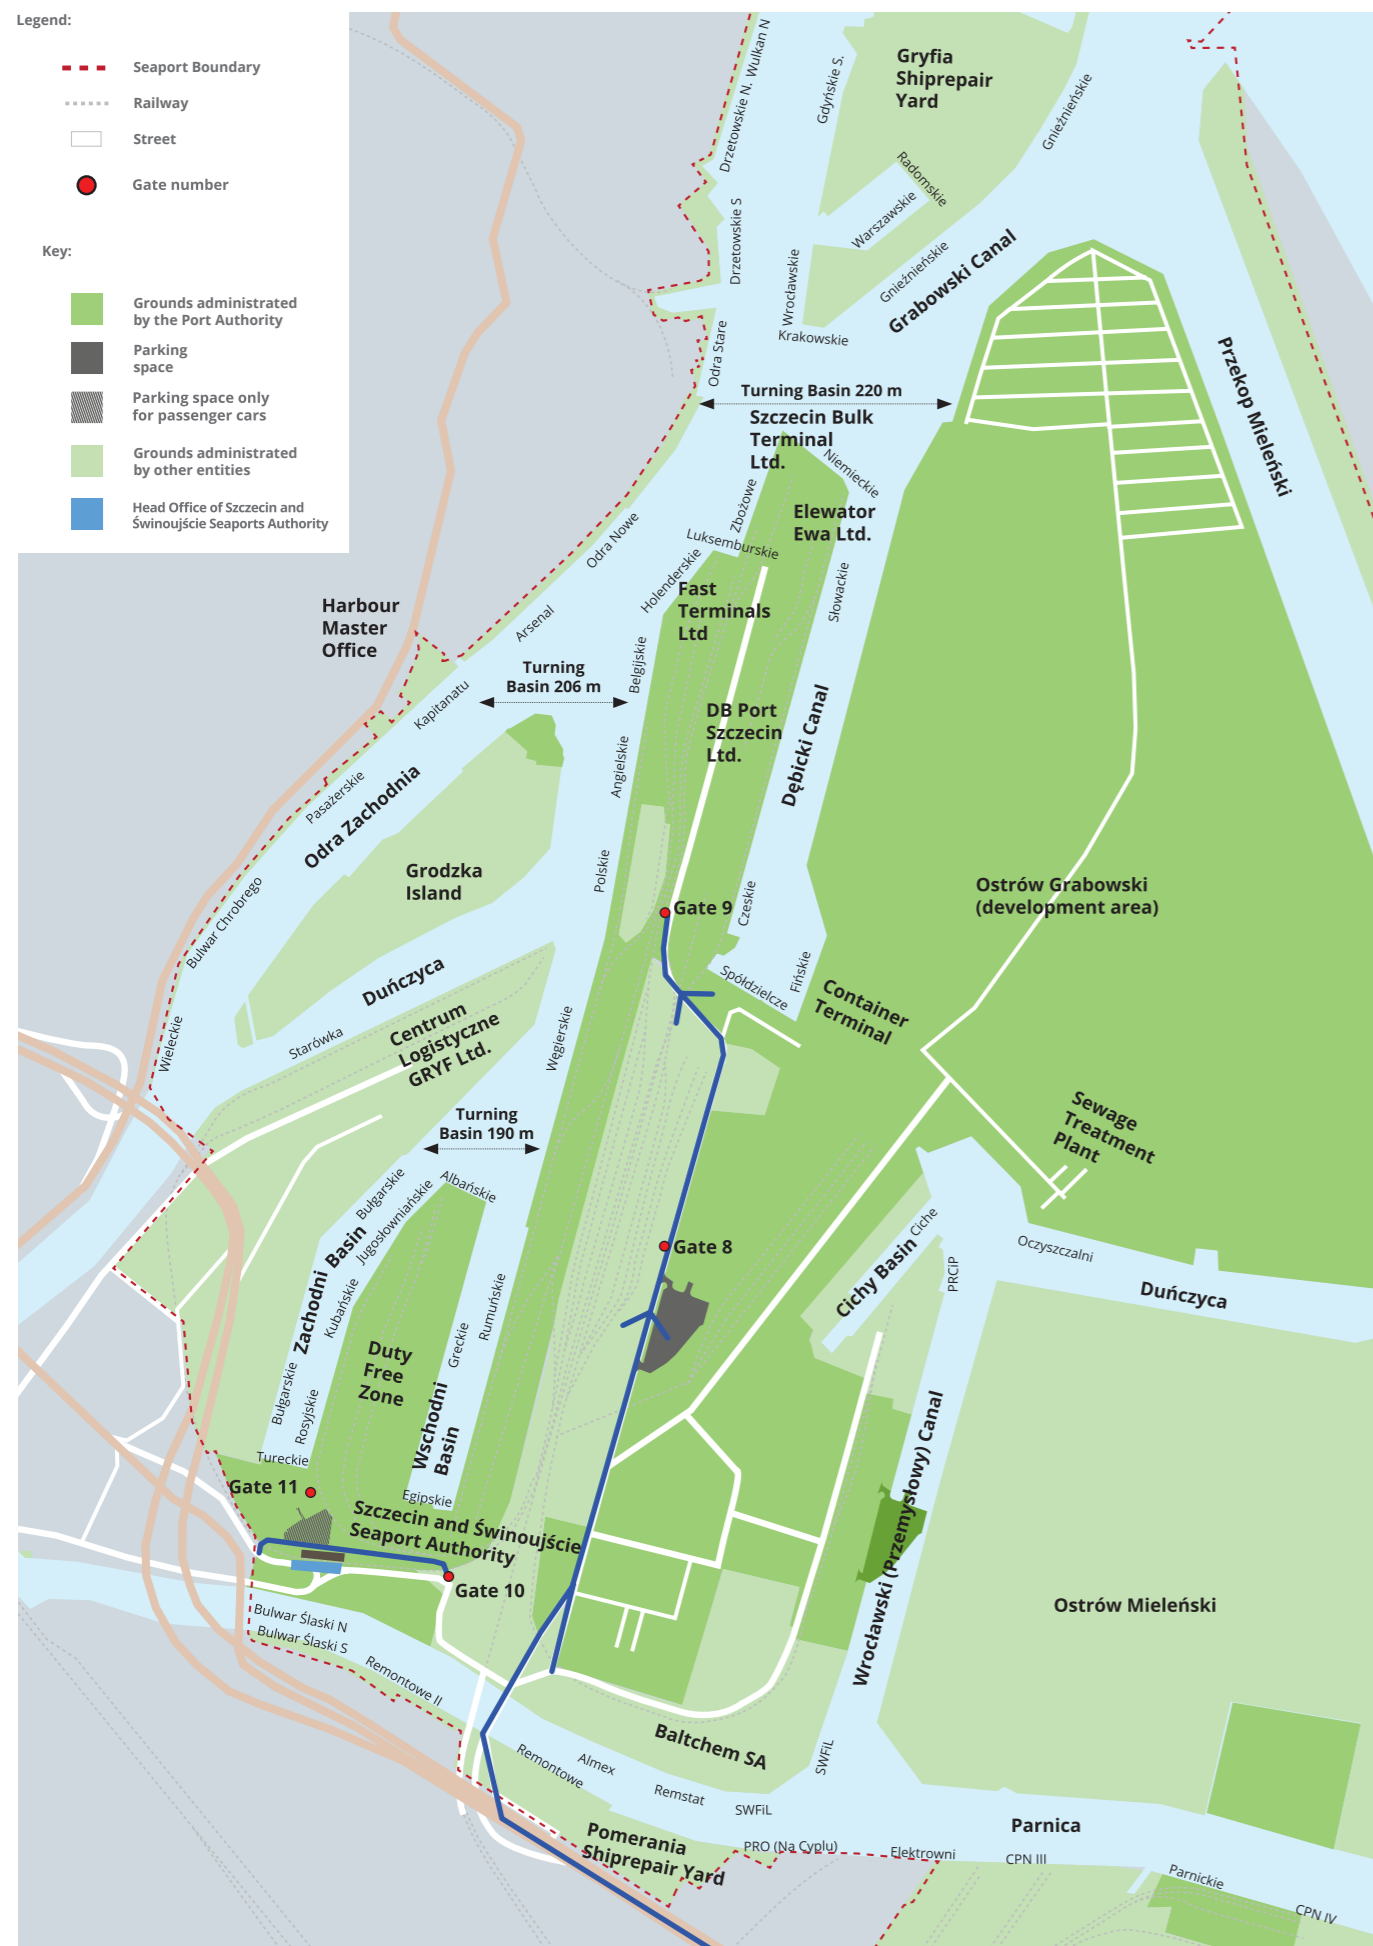 Legend:
Seaport Boundary
Railway
Street
Gate number
Key:
Grounds administrated
by the Port Authority
Parking
space
Parking space only
for passenger cars
Grounds administrated
by other entities
Head Office of Szczecin and
Świnoujście Seaports Authority
Drzetowskie N. Wulkan N
Gdyńskie S.
Gryfia
Shiprepair
Yard
Gnieźnieńskie
Radomskie
Warszawskie
Gnieźnieńskie
Drzetowskie S
Wrocławskie
Grabowski Canal
Krakowskie
Odra Stare
Przekop Mieleński
Turning Basin 220 m
Szczecin Bulk
Terminal
Ltd.
Niemieckie
Zbożowe
Elewator
Ewa Ltd.
Odra Nowe
Luksemburskie
Holenderskie
Fast
Terminals
Ltd
Słowackie
Harbour
Master
Office
Arsenal
Turning
Basin 206 m
Belgijskie
Kapitanatu
DB Port
Szczecin
Ltd.
Dębicki Canal
Angielskie
Pasażerskie
Odra Zachodnia
Grodzka
Island
Polskie
Gate 9
Czeskie
Ostrów Grabowski
(development area)
Bulwar Chrobrego
Duńczyca
Spółdzielcze
Fińskie
Container
Terminal
Wieleckie
Starówka
Centrum
Logistyczne
GRYF Ltd.
Węgierskie
Turning
Basin 190 m
Sewage
Treatment
Plant
Bułgarskie
Albańskie
Jugosłowniańskie
Zachodni Basin
Kubańskie
Gate 8
Ciche
Cichy Basin
PRCiP
Oczyszczalni
Duńczyca
Rumuńskie
Greckie
Duty
Free
Zone
Bułgarskie
Rosyjskie
Wschodni
Basin
Wrocławski (Przemysłowy) Canal
Tureckie
Gate 11
Egipskie
Szczecin and Świnoujście
Seaport Authority
Gate 10
Ostrów Mieleński
Bulwar Ślaski N
Bulwar Ślaski S
Remontowe II
Baltchem SA
Remontowe
Almex
Remstat
SWFiL
SWFiL
Parnica
Pomerania
Shiprepair Yard
PRO (Na Cyplu)
Elektrowni
CPN III
Parnickie
CPN IV